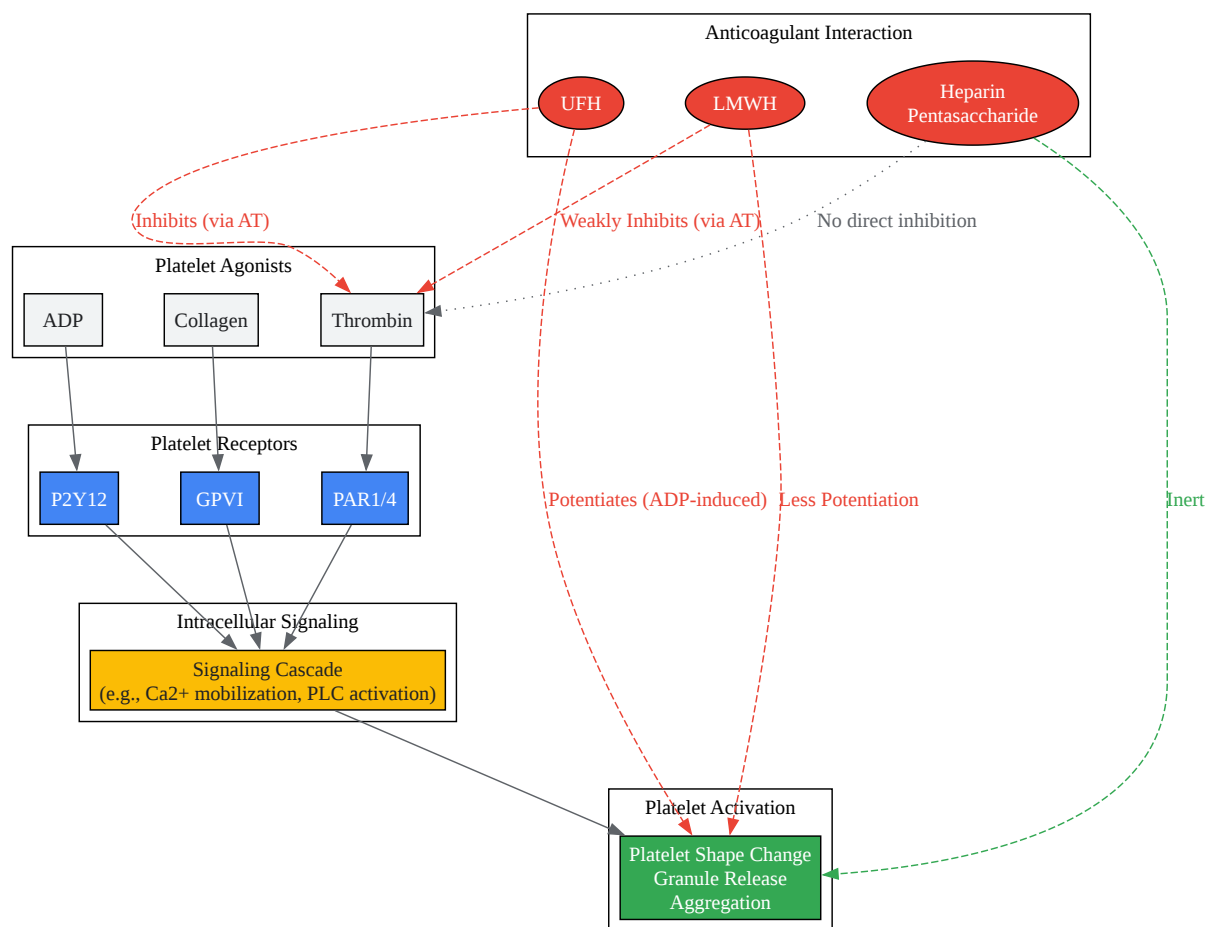 Anticoagulant Interaction
UFH
LMWH
Heparin
Pentasaccharide
Inhibits (via AT)
Weakly Inhibits (via AT)
No direct inhibition
Platelet Agonists
ADP
Collagen
Thrombin
Platelet Receptors
P2Y12
GPVI
PAR1/4
Potentiates (ADP-induced)
Less Potentiation
Inert
Intracellular Signaling
Signaling Cascade
(e.g., Ca2+ mobilization, PLC activation)
Platelet Activation
Platelet Shape Change
Granule Release
Aggregation